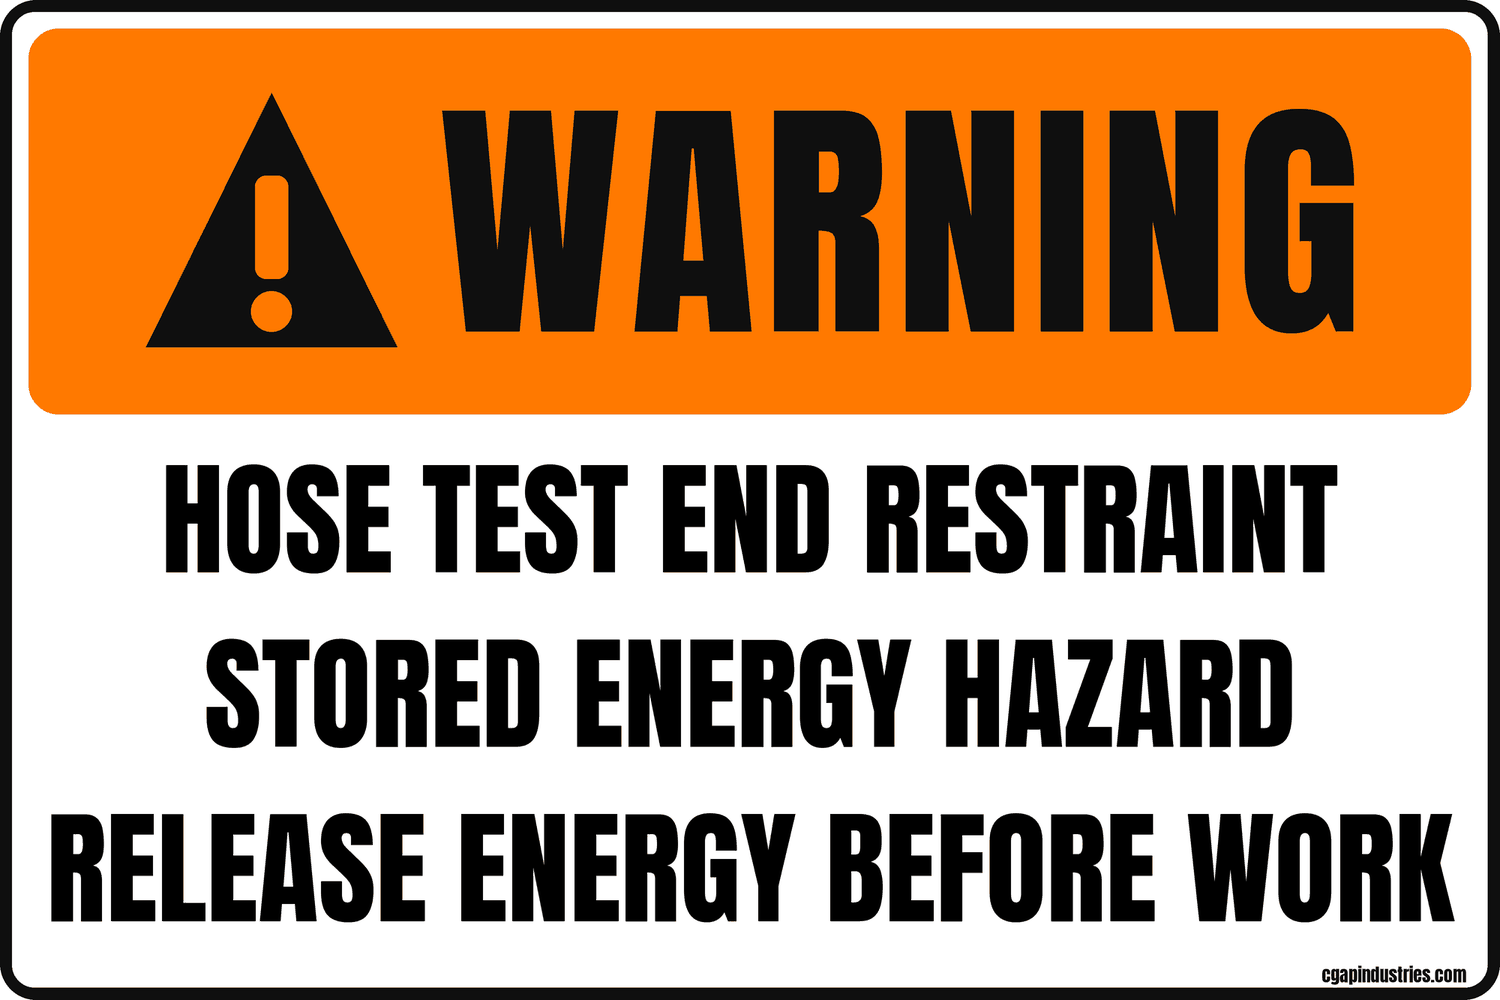 WARNING
HOSE TEST END RESTRAINT
STORED ENERGY HAZARD
RELEASE ENERGY BEFORE WORK
cgapindustries.com